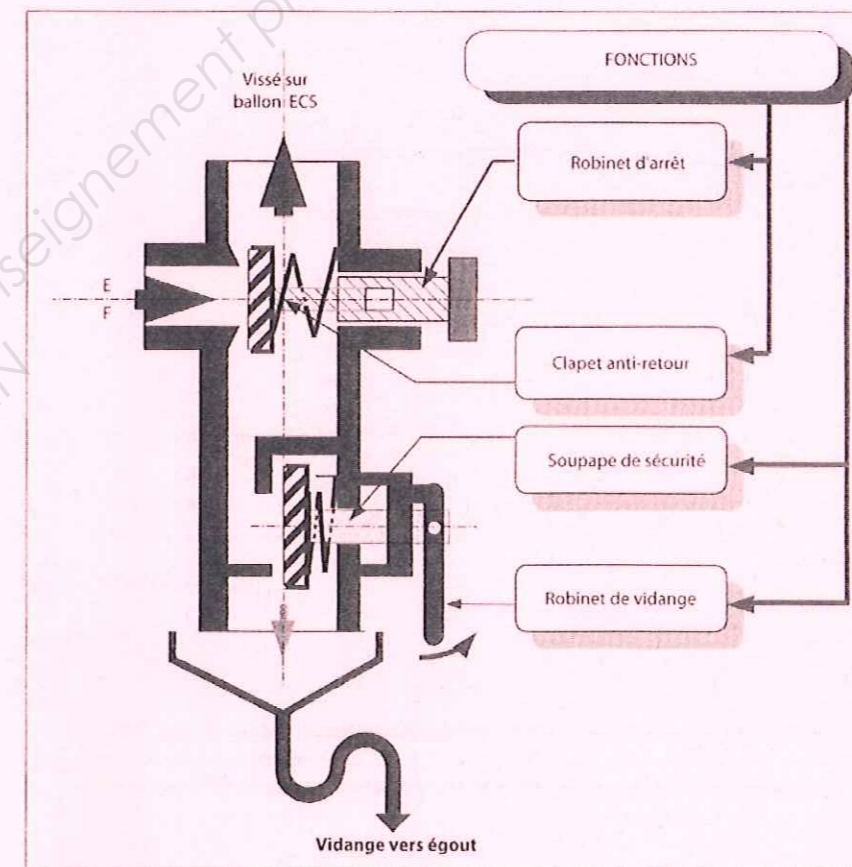 Vissé sur
ballon ECS
FONCTIONS
Robinet d'arrêt
E
F
Clapet anti-retour
Soupape de sécurité
Robinet de vidange
Vidange vers égout
nseignement
N